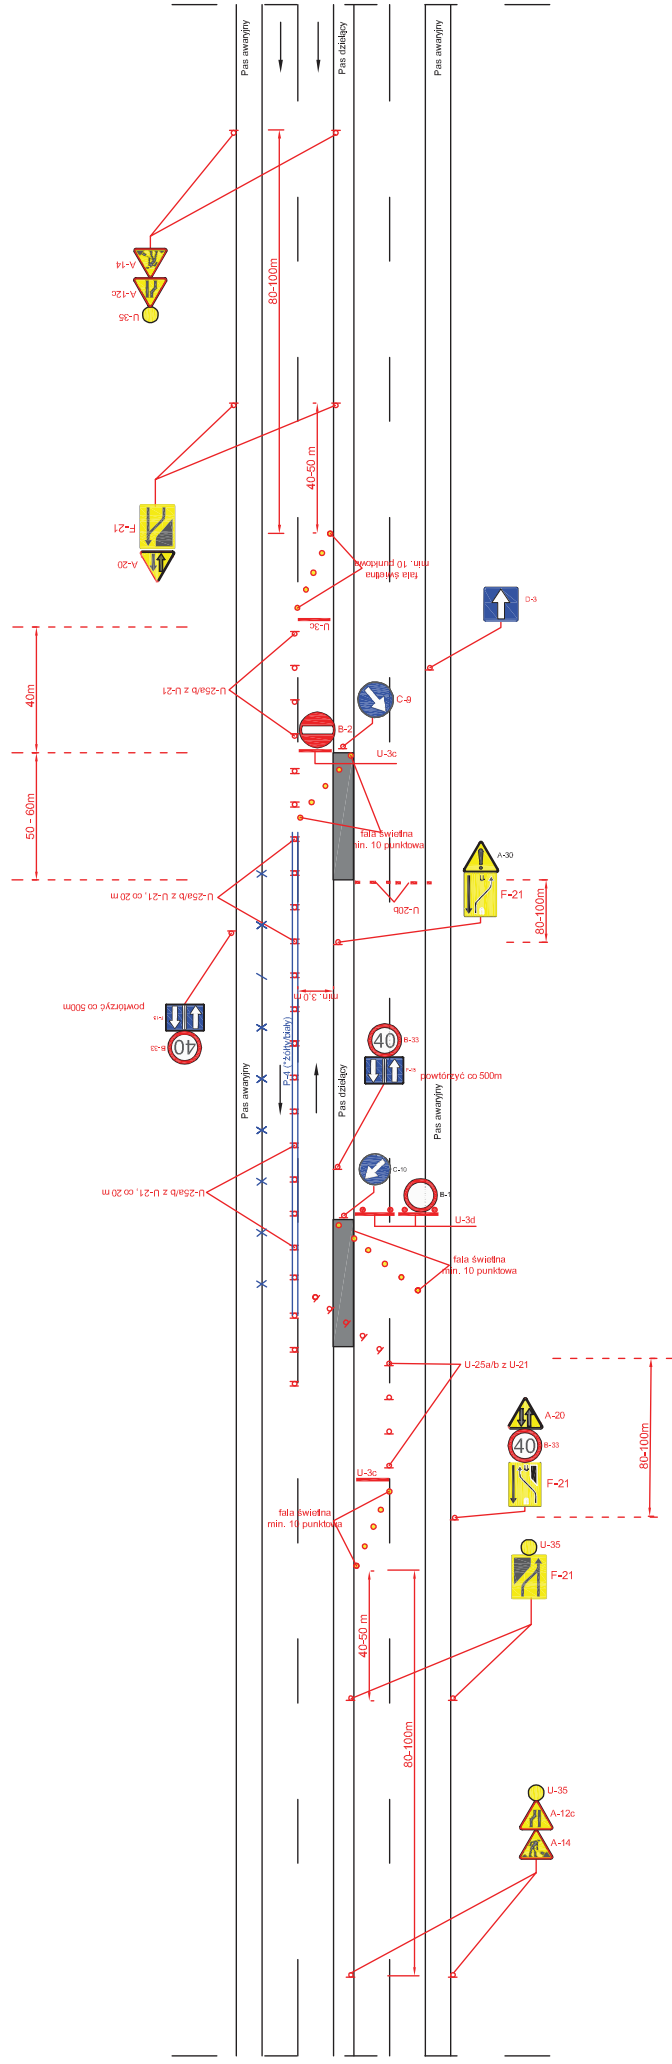 Pas awaryjny
Pas dzielący
Pas awaryjny
80-100m
A-14
A-12c
U-35
40-50 m
F-21
A-20
fala świetlna
min. 10 punktowa
D-3
U-3c
40m
U-25a/b z U-21
C-9
B-2
U-3c
50 - 60m
fala świetlna
min. 10 punktowa
A-30
F-21
U-25a/b z U-21, co 20 m
U-20b
80-100m
min. 3,0 m
powtórzyć co 500m
B-33
40
P-4 (*żółty/biały)
40
B-33
powtórzyć co 500m
Pas awaryjny
Pas dzielący
Pas awaryjny
C-10
B-1
U-25a/b z U-21, co 20 m
U-3d
fala świetlna
min. 10 punktowa
U-25a/b z U-21
A-20
40
B-33
80-100m
F-21
U-3c
fala świetlna
min. 10 punktowa
U-35
F-21
40-50 m
80-100m
U-35
A-12c
A-14